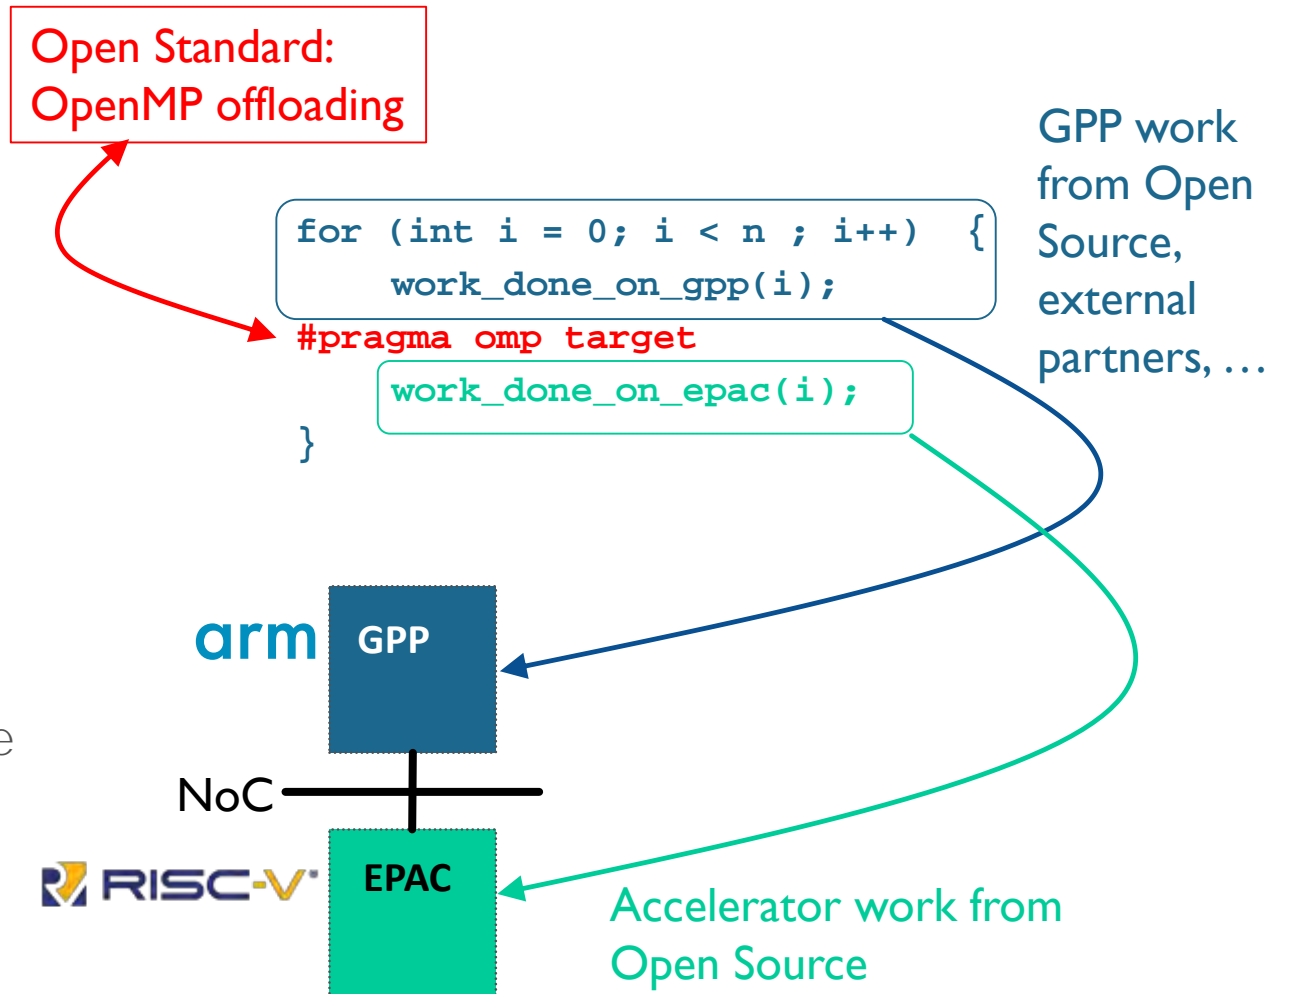 Open Standard:
OpenMP offloading
GPP work
from Open
Source,
external
partners, …
for (int i = 0; i < n ; i++) {
work_done_on_gpp(i);
#pragma omp target
work_done_on_epac(i);
}
arm
GPP
e
NoC
RISC-V
EPAC
Accelerator work from
Open Source